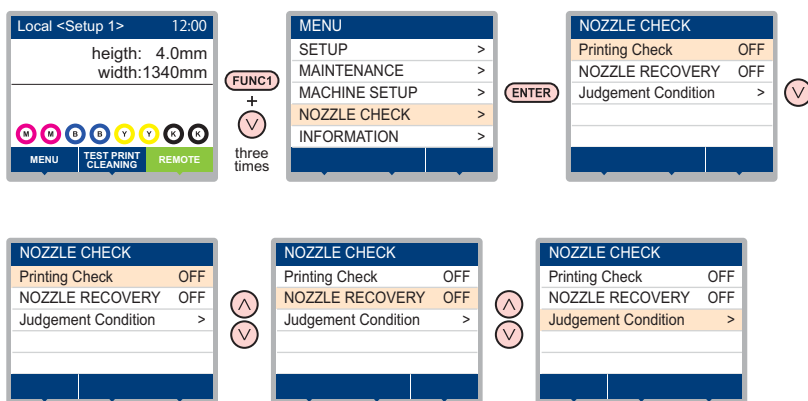 Local <Setup 1> 12:00
heigth: 4.0mm
width:1340mm
M M B B Y Y K K
MENU TEST PRINT CLEANING REMOTE
FUNC1
+
three
times
MENU
SETUP >
MAINTENANCE >
MACHINE SETUP >
NOZZLE CHECK >
INFORMATION >
ENTER
NOZZLE CHECK
Printing Check OFF
NOZZLE RECOVERY OFF
Judgement Condition >
NOZZLE CHECK
Printing Check OFF
NOZZLE RECOVERY OFF
Judgement Condition >
NOZZLE CHECK
Printing Check OFF
NOZZLE RECOVERY OFF
Judgement Condition >
NOZZLE CHECK
Printing Check OFF
NOZZLE RECOVERY OFF
Judgement Condition >